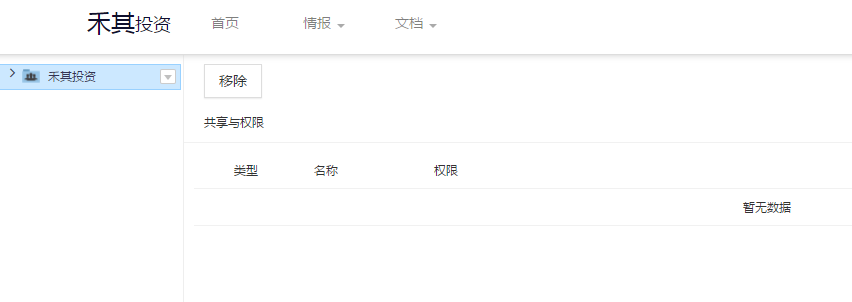 禾其投资 首页 情报 文档
禾其投资
移除
共享与权限
类型 名称 权限
暂无数据